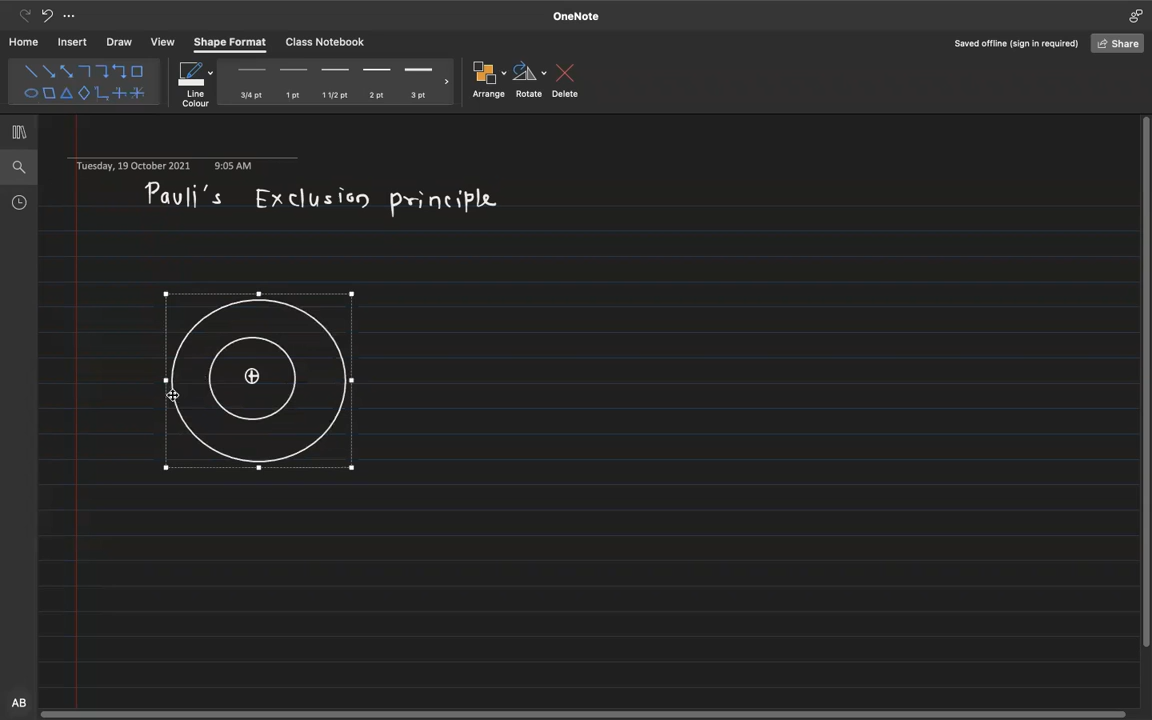 OneNote
Home Insert Draw View Shape Format Class Notebook
Saved offline (sign in required) Share
Line Colour
3/4 pt 1 pt 1 1/2 pt 2 pt 3 pt
Arrange Rotate Delete
Tuesday, 19 October 2021 9:05 AM
Pauli's Exclusion principle
+
AB